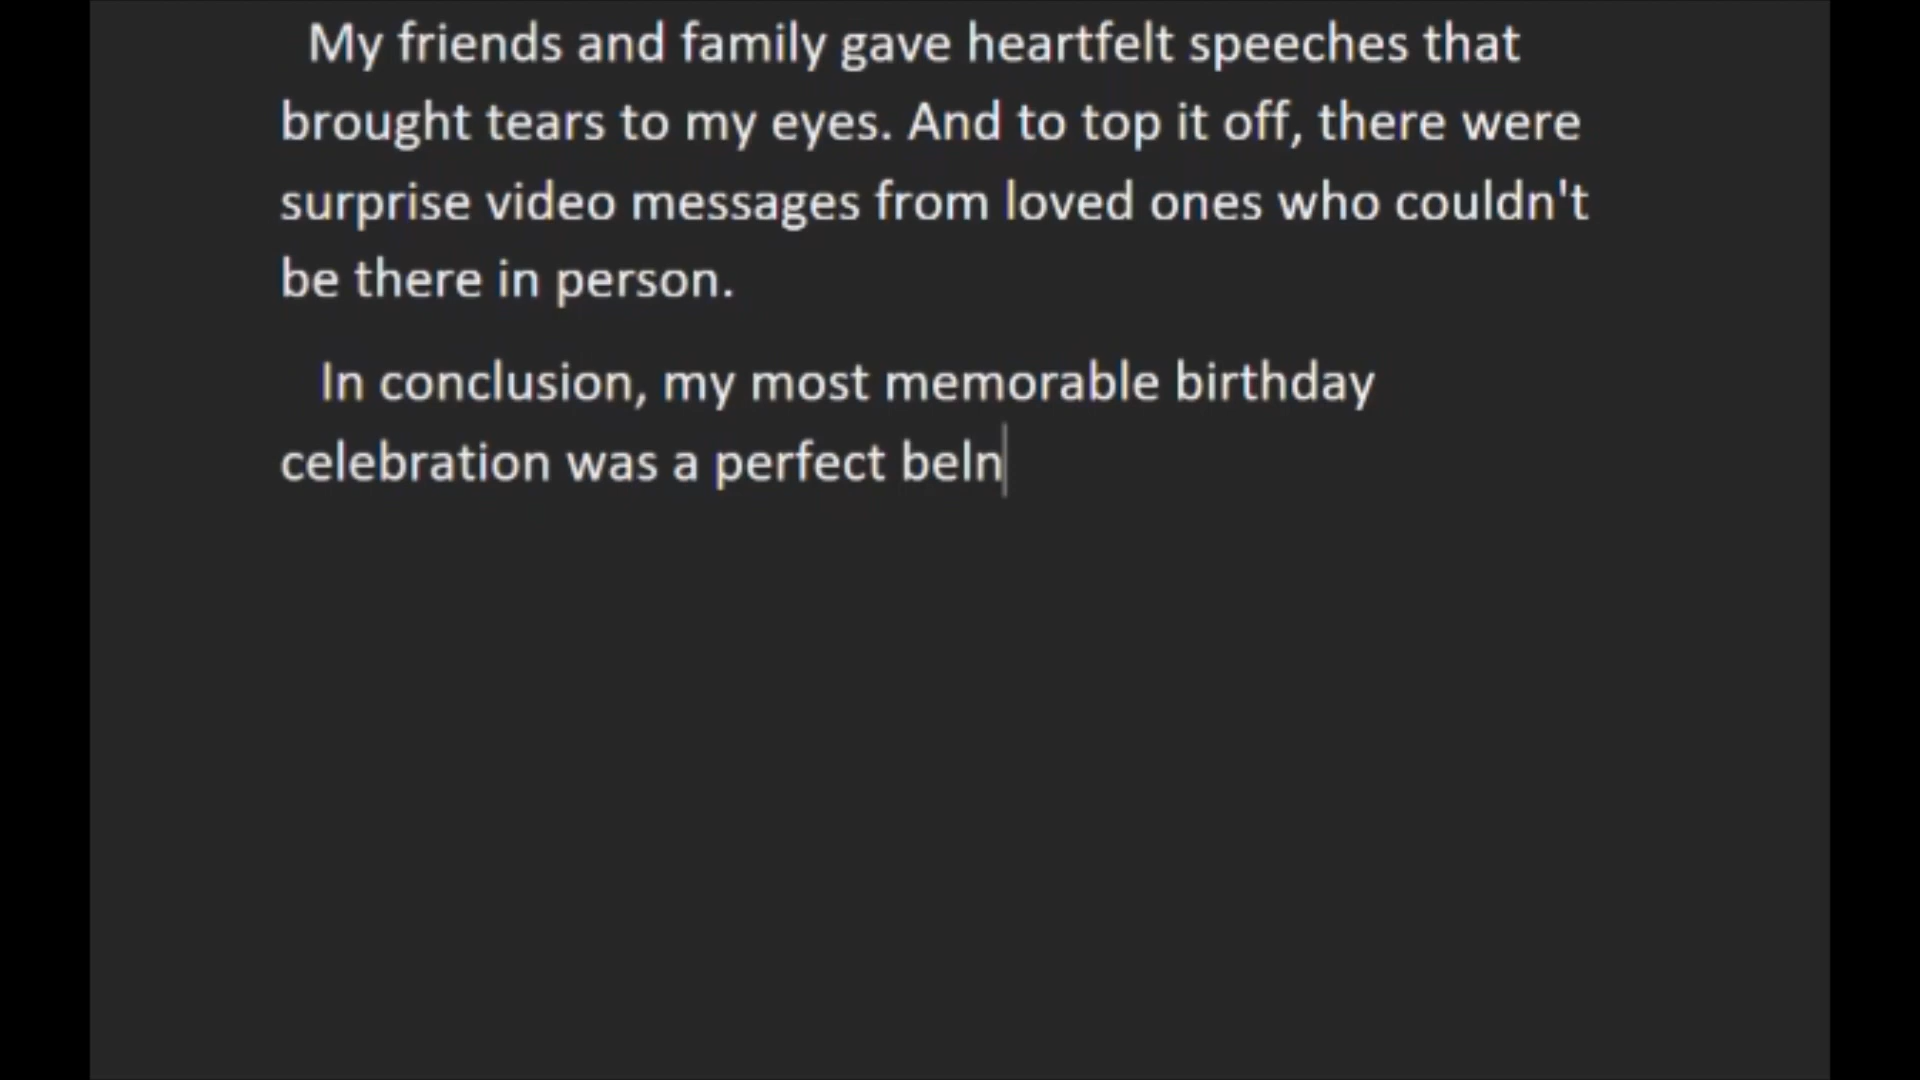 My friends and family gave heartfelt speeches that
brought tears to my eyes. And to top it off, there were
surprise video messages from loved ones who couldn't
be there in person.
In conclusion, my most memorable birthday
celebration was a perfect beln